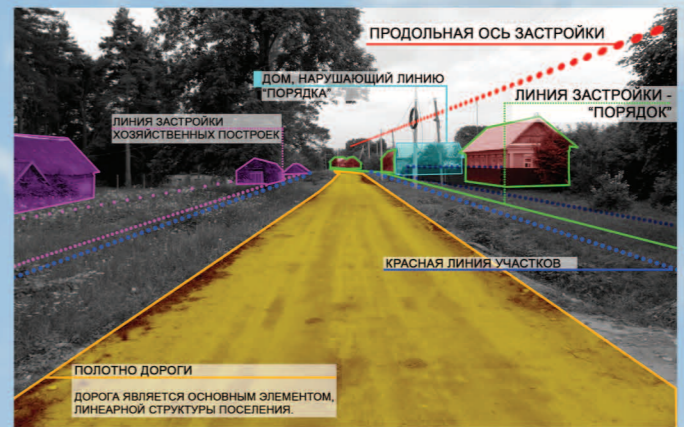 ПРОДОЛЬНАЯ ОСЬ ЗАСТРОЙКИ
ДОМ, НАРУШАЮЩИЙ ЛИНИЮ
"ПОРЯДКА"
ЛИНИЯ ЗАСТРОЙКИ -
"ПОРЯДОК"
ЛИНИЯ ЗАСТРОЙКИ
ХОЗЯЙСТВЕННЫХ ПОСТРОЕК
КРАСНАЯ ЛИНИЯ УЧАСТКОВ
ПОЛОТНО ДОРОГИ
ДОРОГА ЯВЛЯЕТСЯ ОСНОВНЫМ ЭЛЕМЕНТОМ,
ЛИНЕАРНОЙ СТРУКТУРЫ ПОСЕЛЕНИЯ.